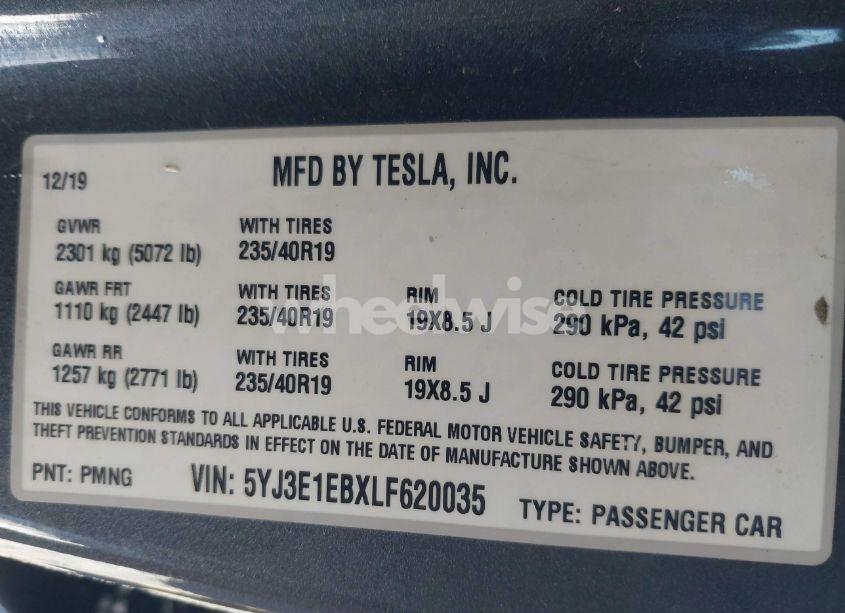 12/19 MFD BY TESLA, INC.
GVWR WITH TIRES
2301 kg (5072 lb) 235/40R19
GAWR FRT WITH TIRES RIM COLD TIRE PRESSURE
1110 kg (2447 lb) 235/40R19 19X8.5 J 290 kPa, 42 psi
GAWR RR WITH TIRES RIM COLD TIRE PRESSURE
1257 kg (2771 lb) 235/40R19 19X8.5 J 290 kPa, 42 psi
THIS VEHICLE CONFORMS TO ALL APPLICABLE U.S. FEDERAL MOTOR VEHICLE SAFETY, BUMPER, AND
THEFT PREVENTION STANDARDS IN EFFECT ON THE DATE OF MANUFACTURE SHOWN ABOVE.
PNT: PMNG VIN: 5YJ3E1EBXLF620035 TYPE: PASSENGER CAR
wheelwise